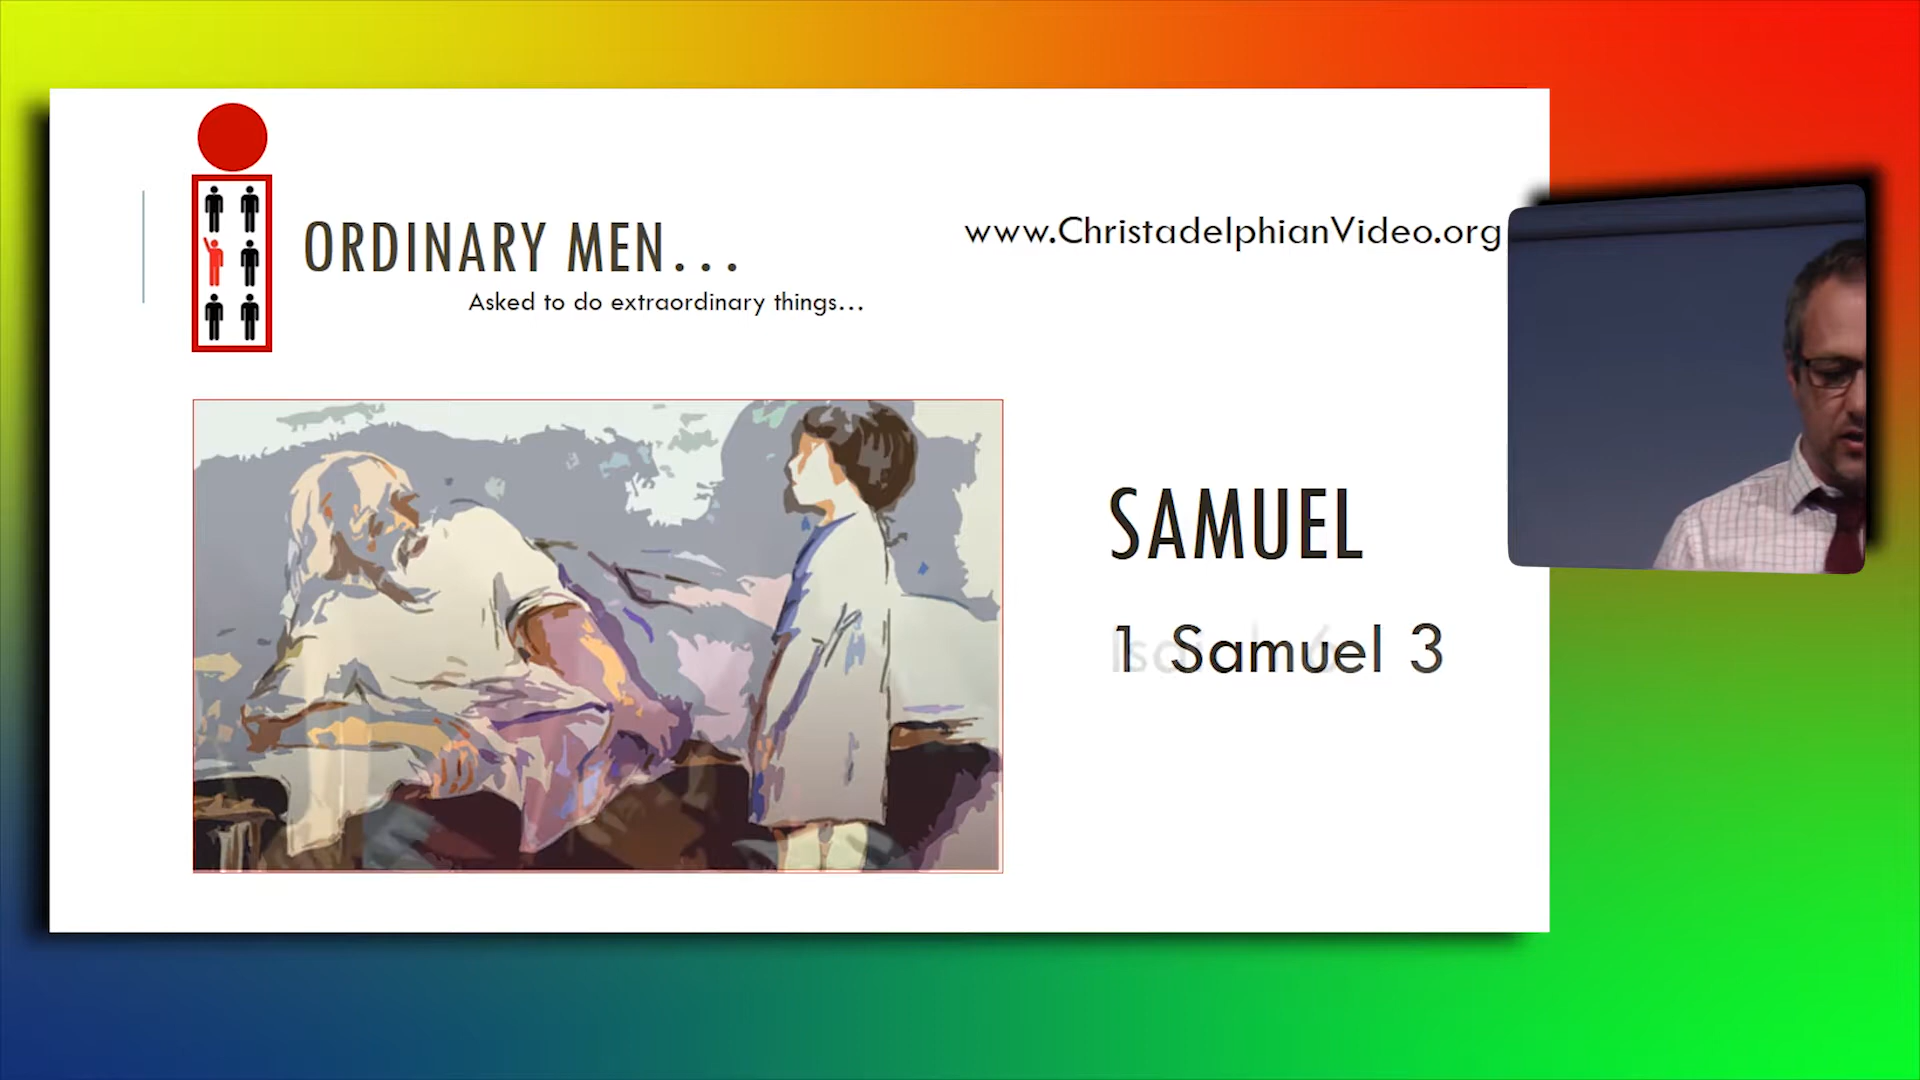 ORDINARY MEN...
Asked to do extraordinary things...
www.ChristadelphianVideo.org
SAMUEL
1 Samuel 3